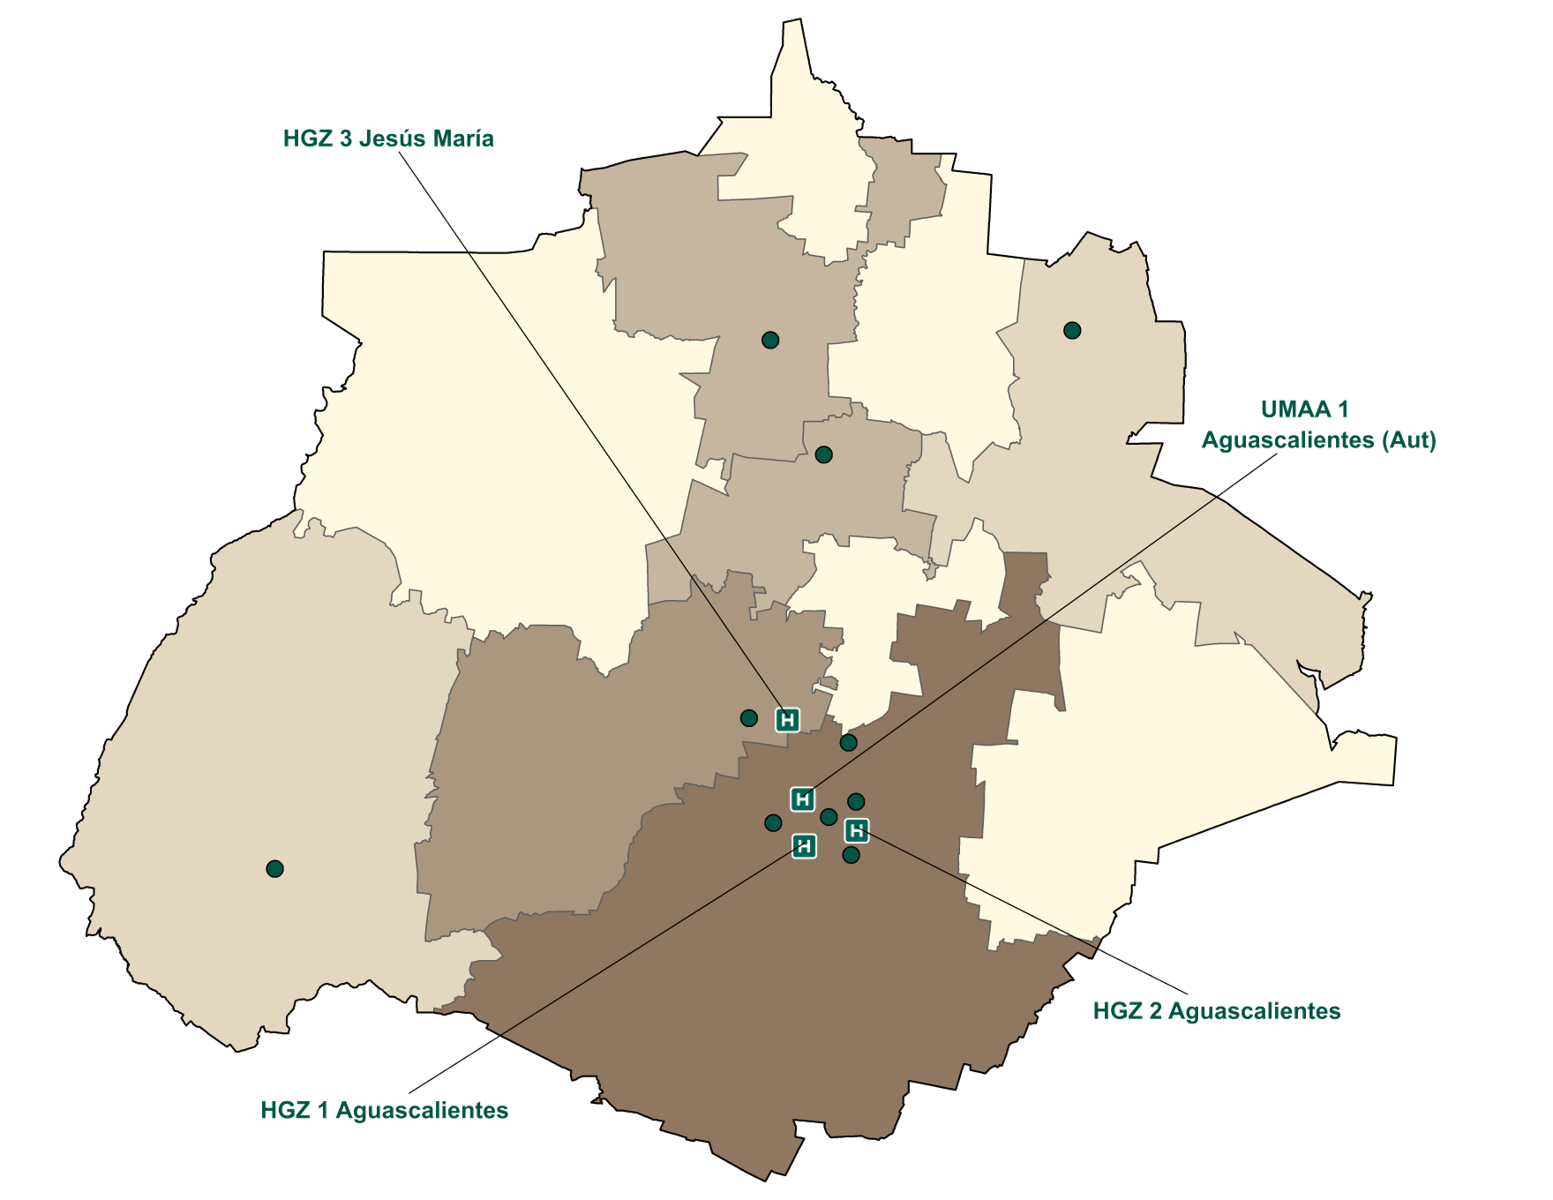 HGZ 3 Jesús María
UMAA 1
Aguascalientes (Aut)
H
H
H
H
HGZ 2 Aguascalientes
HGZ 1 Aguascalientes